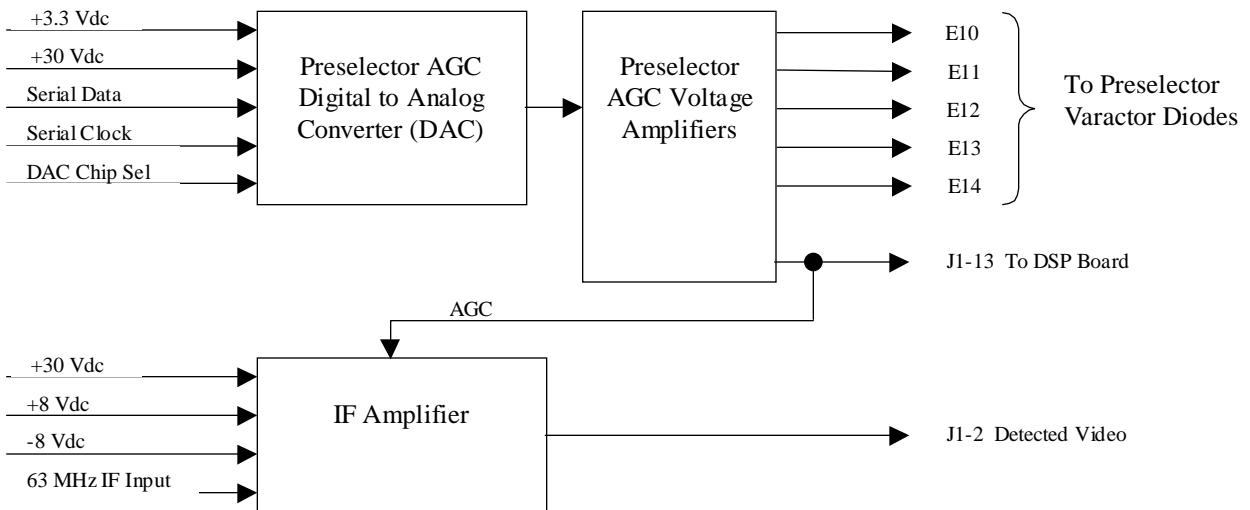 +3.3 Vdc
+30 Vdc
Serial Data
Serial Clock
DAC Chip Sel
Preselector AGC
Digital to Analog
Converter (DAC)
Preselector
AGC Voltage
Amplifiers
E10
E11
E12
E13
E14
To Preselector
Varactor Diodes
J1-13 To DSP Board
AGC
+30 Vdc
+8 Vdc
-8 Vdc
63 MHz IF Input
IF Amplifier
J1-2 Detected Video